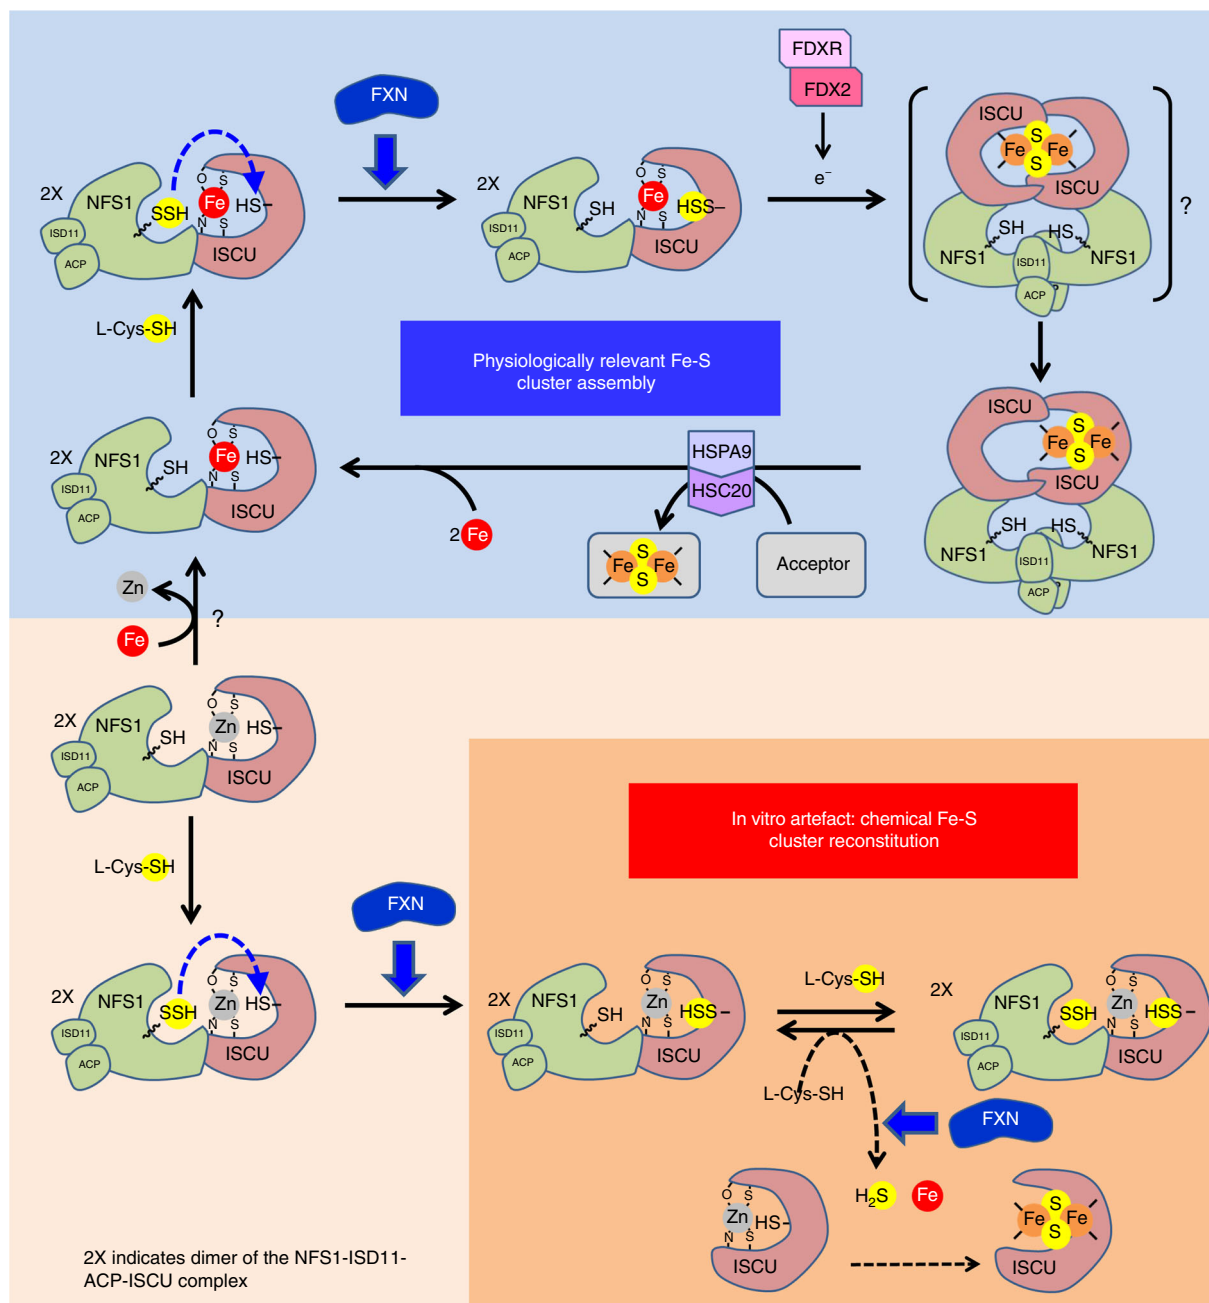 FDXR
FDX2
FXN
e–
2X
NFS1
SSH
O
S
Fe
HS–
N
S
ISCU
ISD11
ACP
2X
NFS1
SH
O
S
Fe
HSS–
N
S
ISCU
ISD11
ACP
ISCU
S
Fe
Fe
S
ISCU
SH
HS
NFS1
ISD11
NFS1
ACP
?
L-Cys-SH
Physiologically relevant Fe-S
cluster assembly
2X
NFS1
SH
O
S
Fe
HS–
N
S
ISCU
ISD11
ACP
HSPA9
HSC20
2Fe
S
Fe
Fe
S
Acceptor
ISCU
S
Fe
Fe
S
ISCU
SH
HS
NFS1
ISD11
NFS1
ACP
Zn
Fe
?
2X
NFS1
SH
O
S
Zn
HS–
N
S
ISCU
ISD11
ACP
In vitro artefact: chemical Fe-S
cluster reconstitution
L-Cys-SH
FXN
2X
NFS1
SSH
O
S
Zn
HS–
N
S
ISCU
ISD11
ACP
2X
NFS1
SH
O
S
Zn
HSS–
N
S
ISCU
ISD11
ACP
L-Cys-SH
L-Cys-SH
2X
NFS1
SSH
O
S
Zn
HSS–
N
S
ISCU
ISD11
ACP
FXN
H2S
Fe
O
S
Zn
HS–
N
S
ISCU
S
Fe
Fe
S
ISCU
2X indicates dimer of the NFS1-ISD11-
ACP-ISCU complex